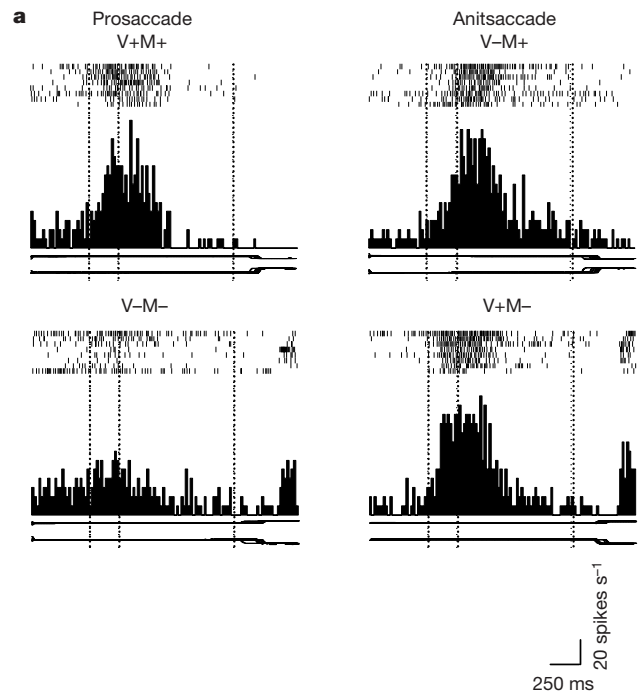 a
Prosaccade
Anitsaccade
V+M+
V–M+
V–M–
V+M–
20 spikes s⁻¹
250 ms